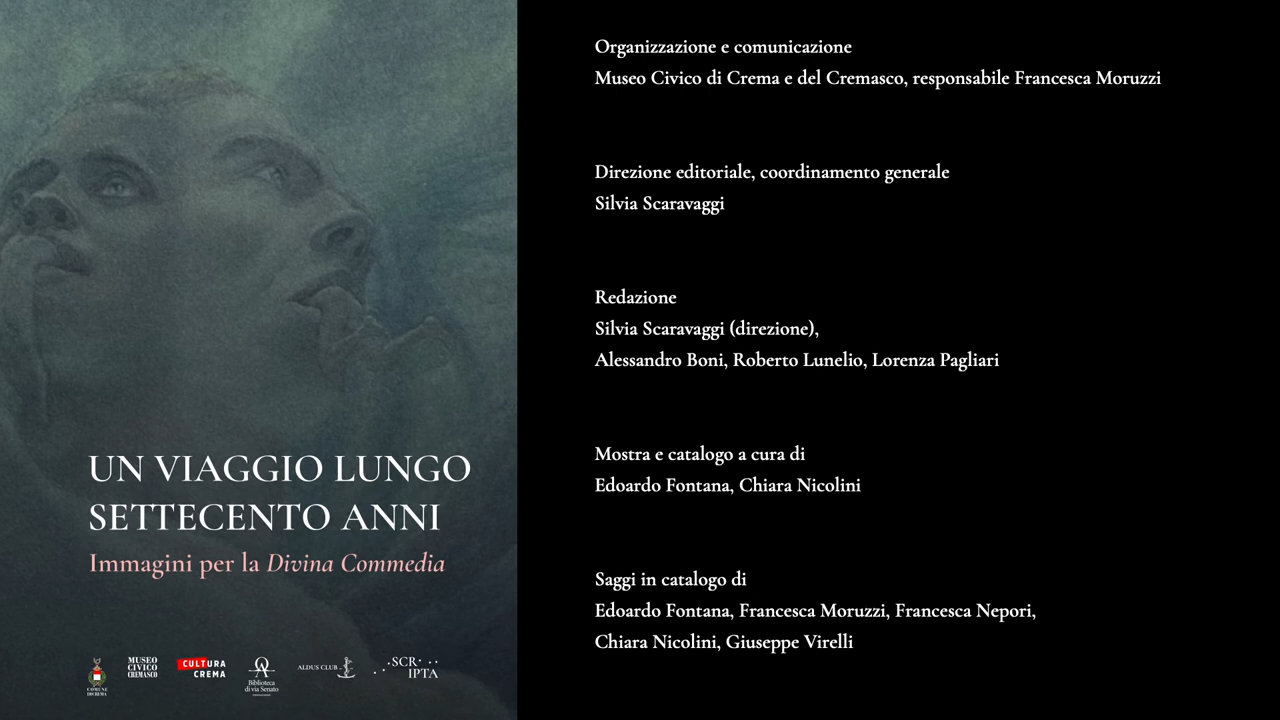 UN VIAGGIO LUNGO
SETTECENTO ANNI
Immagini per la Divina Commedia
COMUNE
DI CREMA
MUSEO
CIVICO
CREMASCO
CULTURA
CREMA
Biblioteca
di via Senato
ALDUS CLUB
SCR
IPTA
Organizzazione e comunicazione
Museo Civico di Crema e del Cremasco, responsabile Francesca Moruzzi
Direzione editoriale, coordinamento generale
Silvia Scaravaggi
Redazione
Silvia Scaravaggi (direzione),
Alessandro Boni, Roberto Lunelio, Lorenza Pagliari
Mostra e catalogo a cura di
Edoardo Fontana, Chiara Nicolini
Saggi in catalogo di
Edoardo Fontana, Francesca Moruzzi, Francesca Nepori,
Chiara Nicolini, Giuseppe Virelli